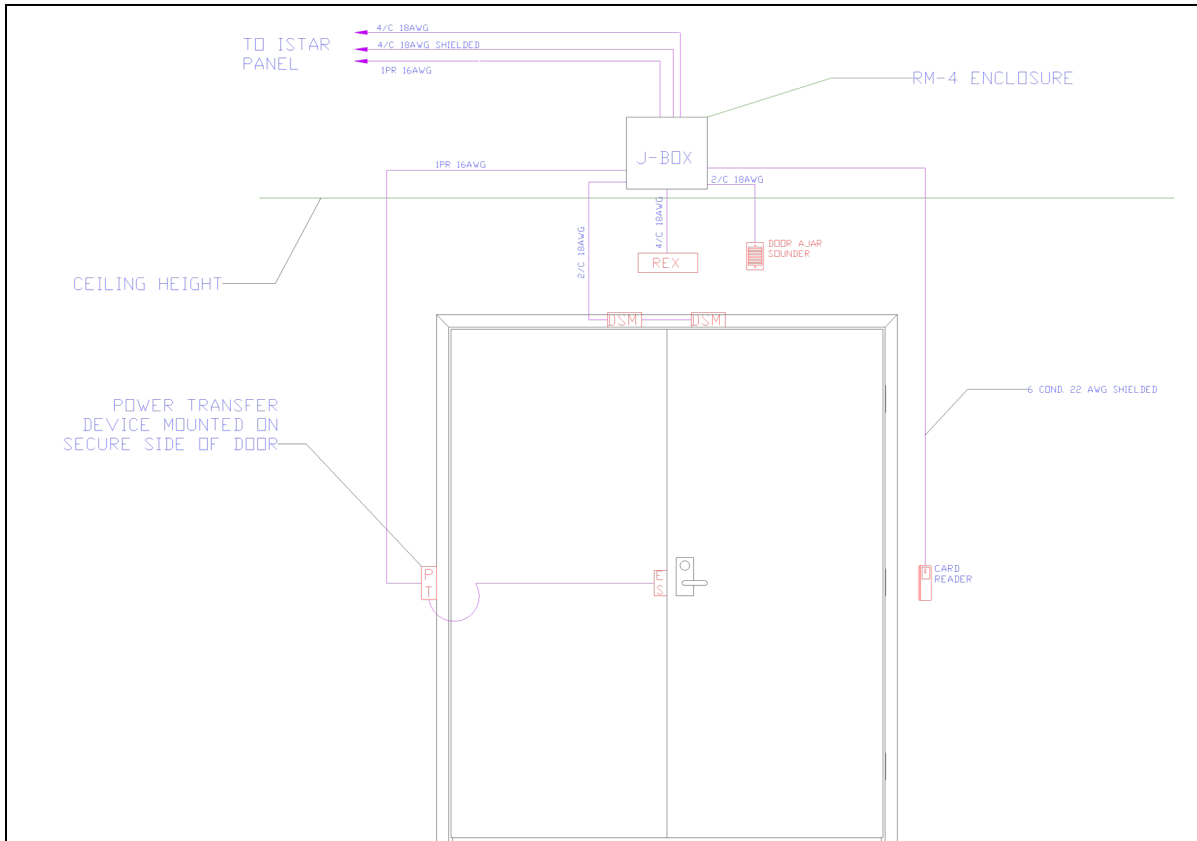 4/C 18AWG
TO ISTAR
PANEL
4/C 18AWG SHIELDED
1PR 16AWG
RM-4 ENCLOSURE
J-BOX
1PR 16AWG
2/C 18AWG
4/C 18AWG
2/C 18AWG
DOOR AJAR
SOUNDER
REX
CEILING HEIGHT
DSM
DSM
6 COND. 22 AWG SHIELDED
POWER TRANSFER
DEVICE MOUNTED ON
SECURE SIDE OF DOOR
P
T
E
S
CARD
READER